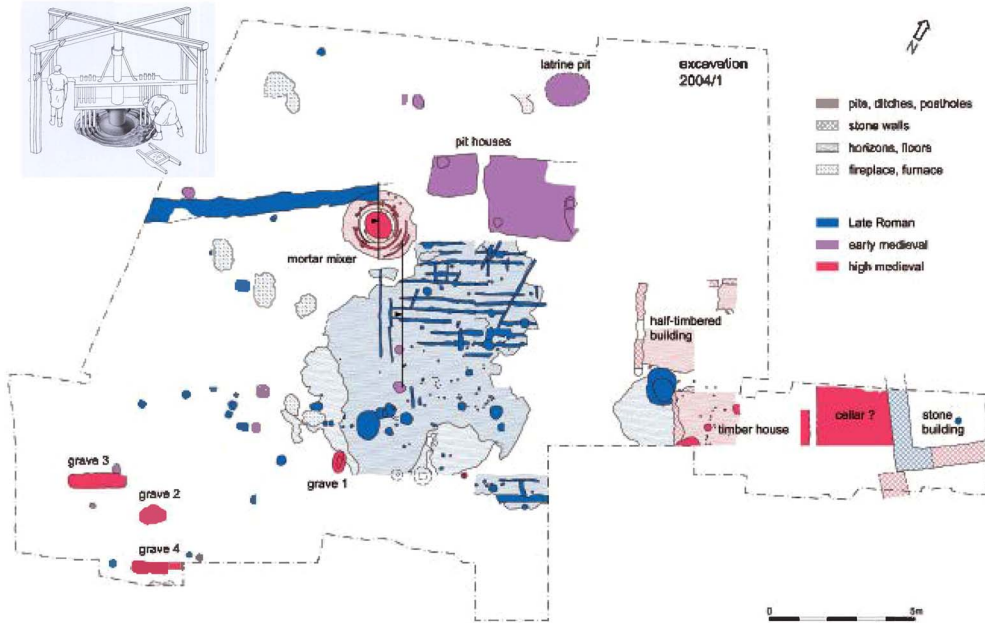 N
excavation
2004/1
latrine pit
pit houses
pits, ditches, postholes
stone walls
horizons, floors
fireplace, furnace
Late Roman
early medieval
high medieval
mortar mixer
half-timbered
building
timber house
cellar ?
stone
building
grave 3
grave 2
grave 1
grave 4
0
5m